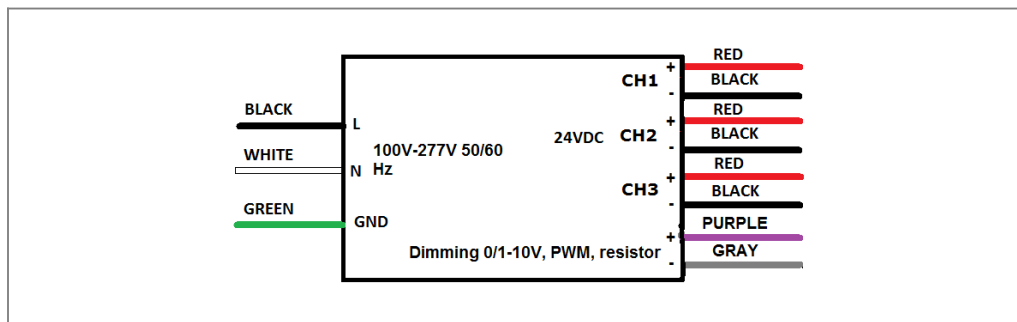 RED
+
CH1
BLACK
-
BLACK
RED
+
L
24VDC
CH2
BLACK
100V-277V 50/60
Hz
-
WHITE
N
RED
+
CH3
BLACK
-
GREEN
GND
PURPLE
+
Dimming 0/1-10V, PWM, resistor
GRAY
-